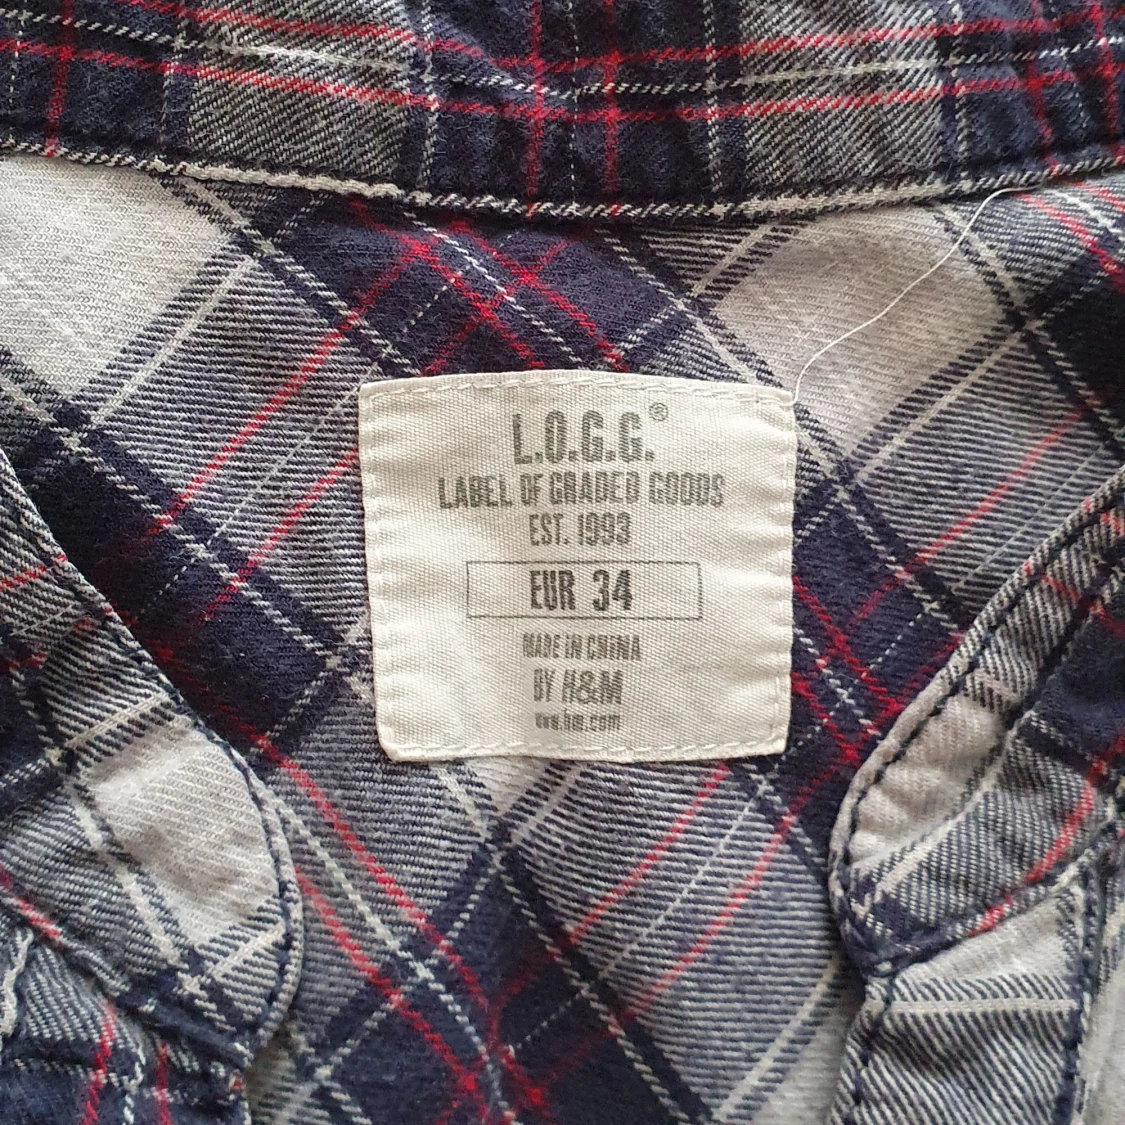 L.O.G.G.®
LABEL OF GRADED GOODS
EST. 1993
EUR 34
MADE IN CHINA
BY H&M
www.hm.com